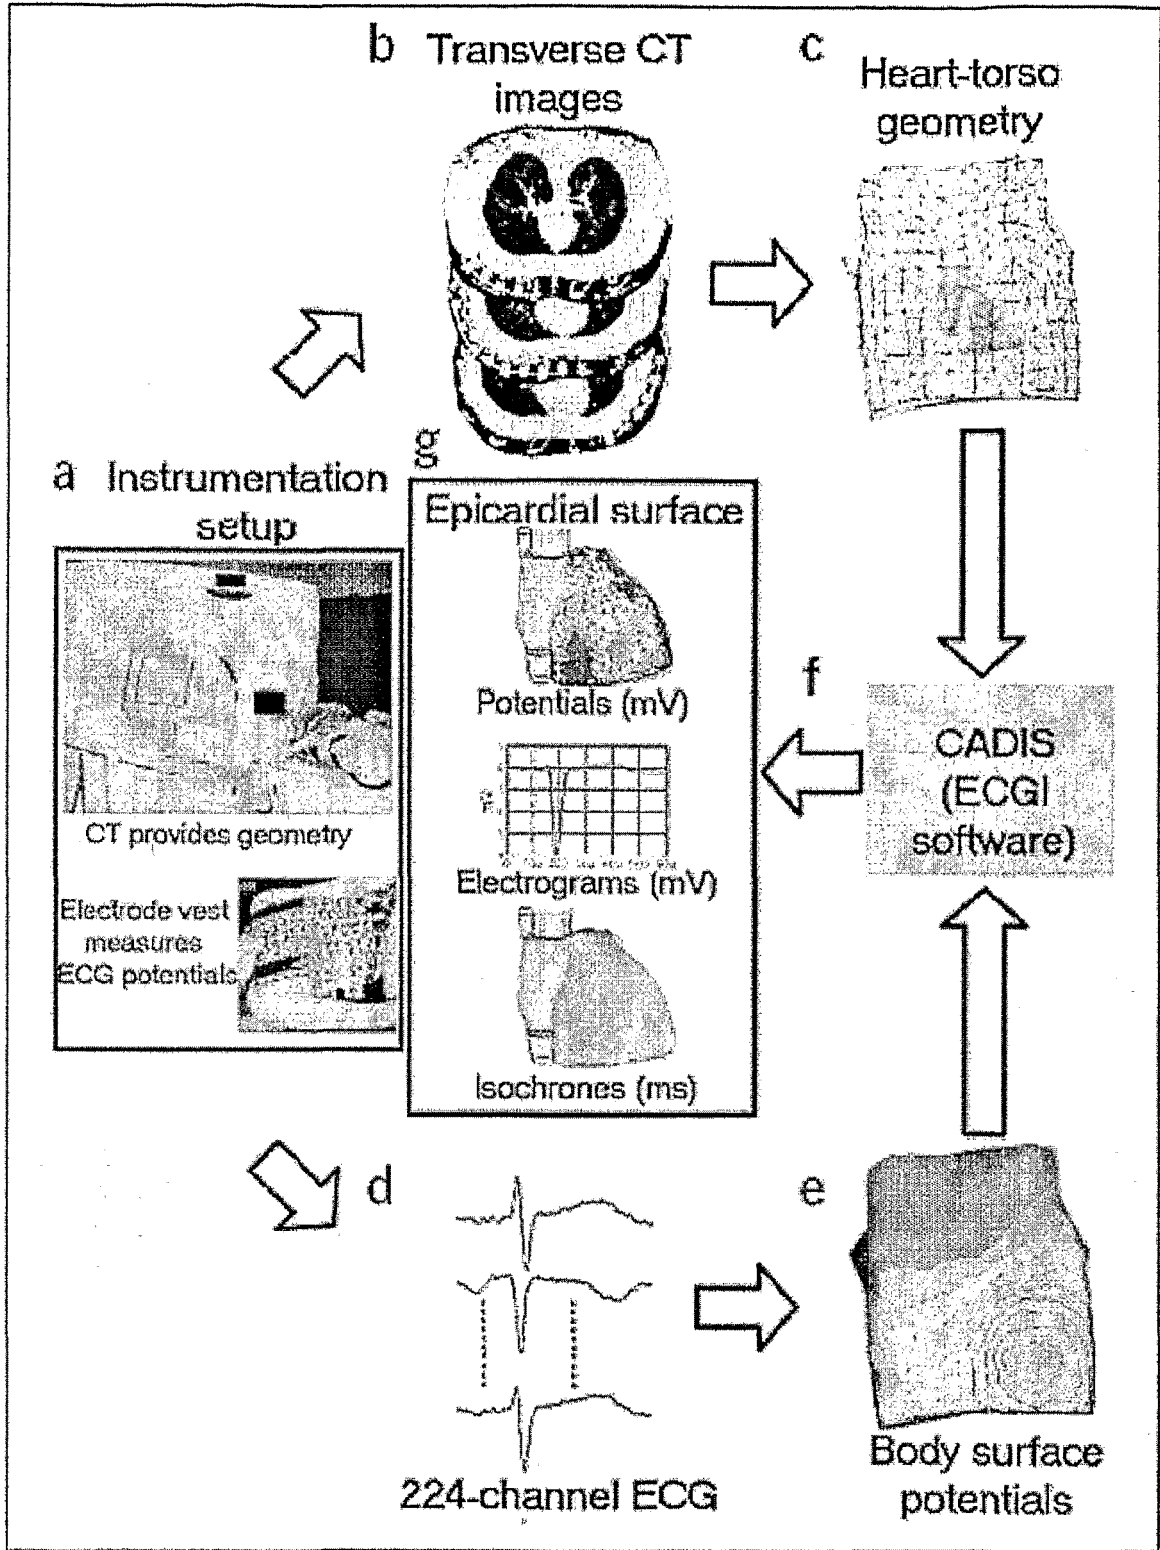 b Transverse CT
images
c
Heart-torso
geometry
a Instrumentation
setup
CT provides geometry
Electrode vest
measures
ECG potentials
g
Epicardial surface
Potentials (mV)
Electrograms (mV)
Isochrones (ms)
f
CADIS
(ECGI
software)
d
224-channel ECG
e
Body surface
potentials